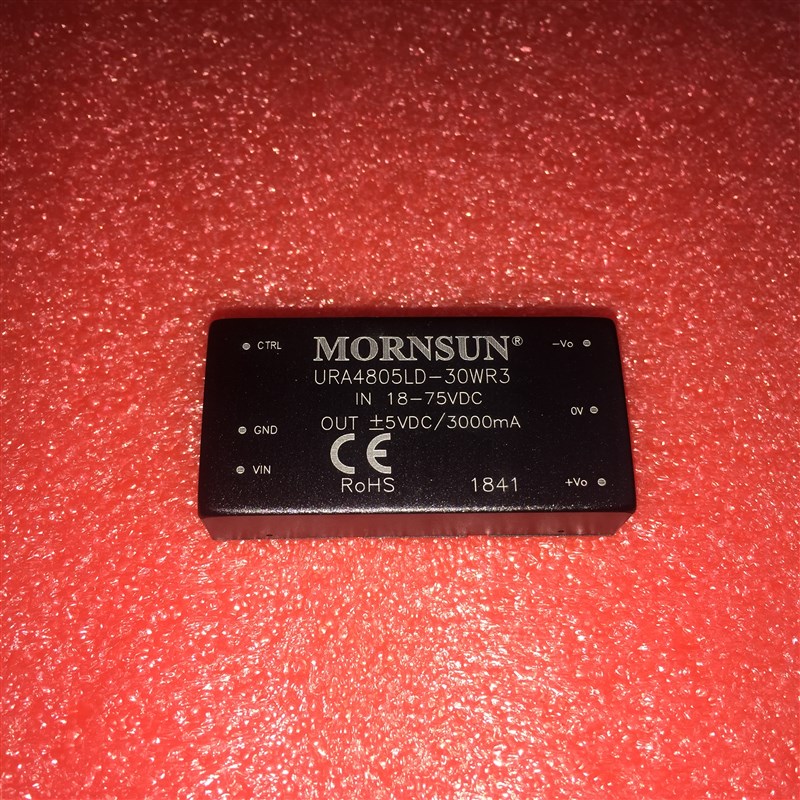 CTRL
MORNSUN®
-Vo
URA4805LD-30WR3
IN 18-75VDC
0V
OUT ±5VDC/3000mA
GND
CE
VIN
RoHS
1841
+Vo